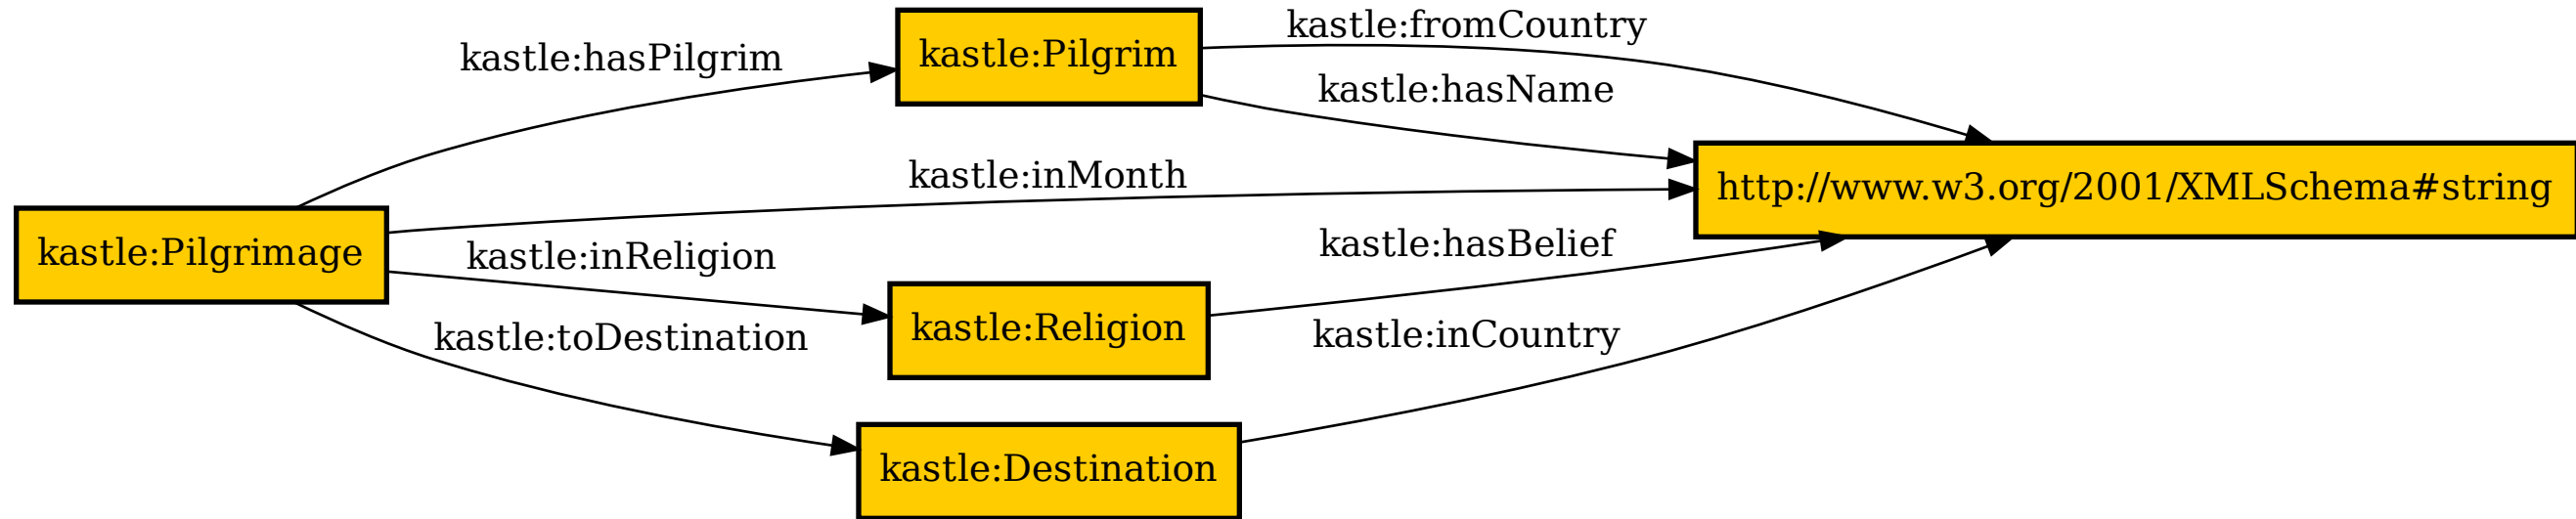 kastle:fromCountry
kastle:hasPilgrim
kastle:Pilgrim
kastle:hasName
kastle:inMonth
http://www.w3.org/2001/XMLSchema#string
kastle:Pilgrimage
kastle:inReligion
kastle:hasBelief
kastle:Religion
kastle:toDestination
kastle:inCountry
kastle:Destination